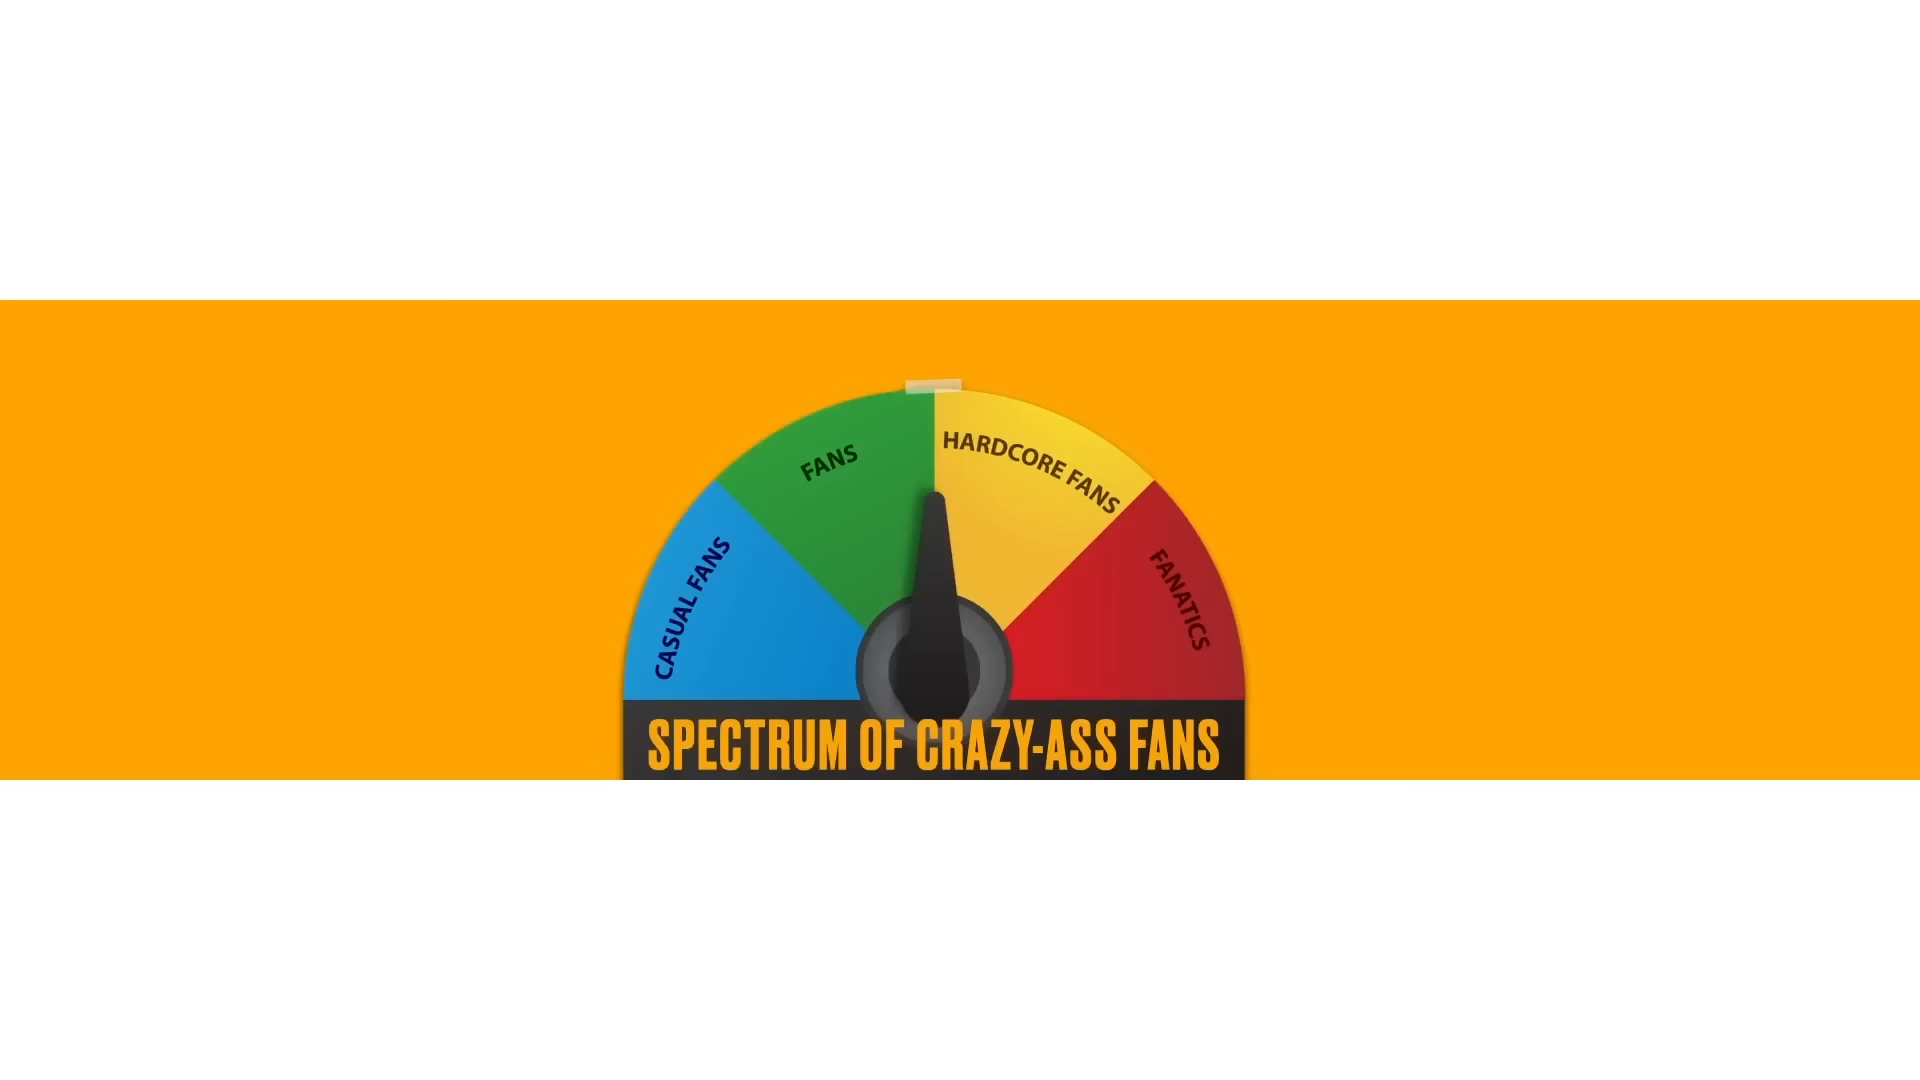 CASUAL FANS
FANS
HARDCORE FANS
FANATICS
SPECTRUM OF CRAZY-ASS FANS